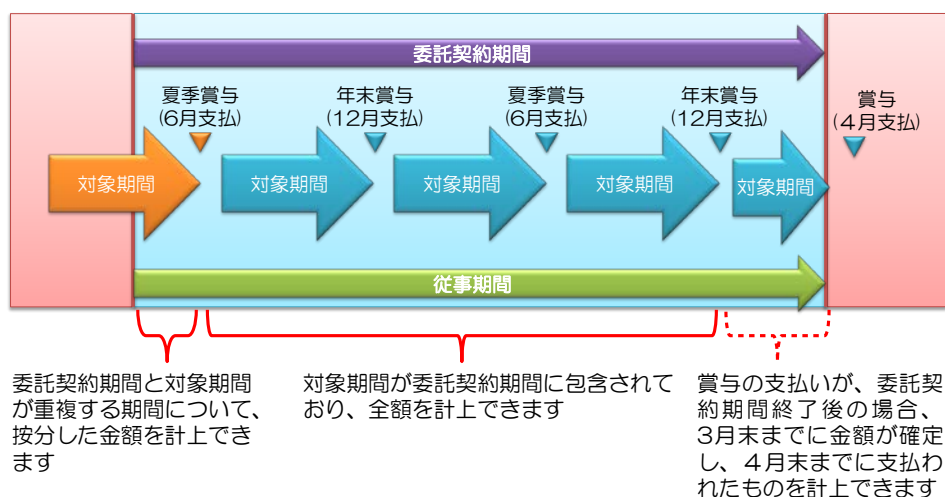 委託契約期間
夏季賞与
(6月支払)
年末賞与
(12月支払)
夏季賞与
(6月支払)
年末賞与
(12月支払)
賞与
(4月支払)
対象期間
対象期間
対象期間
対象期間
対象期間
従事期間
委託契約期間と対象期間
が重複する期間について、
按分した金額を計上でき
ます
対象期間が委託契約期間に包含されて
おり、全額を計上できます
賞与の支払いが、委託契
約期間終了後の場合、
3月末までに金額が確定
し、４月末までに支払わ
れたものを計上できます